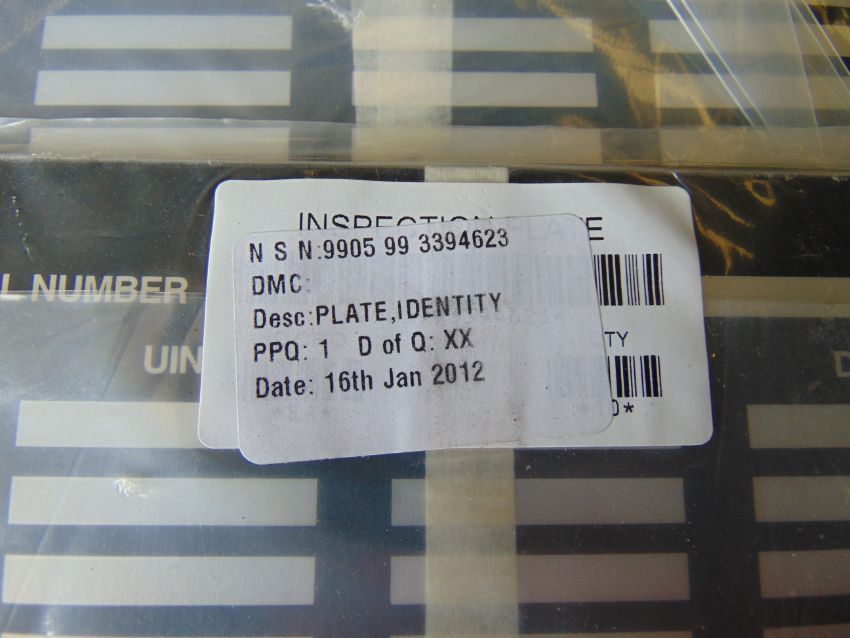 INSPECTION PLATE
N S N:9905 99 3394623
DMC:
Desc:PLATE,IDENTITY
PPQ: 1 D of Q: XX
Date: 16th Jan 2012
L NUMBER
UIN
TY
D